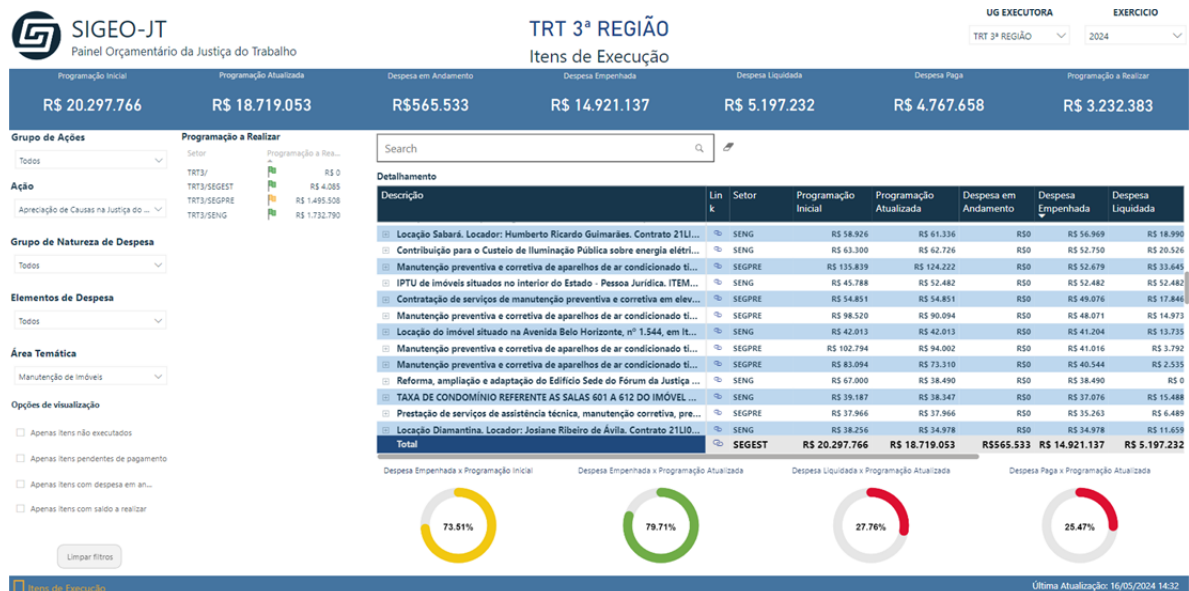 SIGEO-JT
Painel Orçamentário da Justiça do Trabalho
TRT 3ª REGIÃO
Itens de Execução
UG EXECUTORA
EXERCICIO
TRT 3ª REGIÃO
2024
Programação Inicial
Programação Atualizada
Despesa em Andamento
Despesa Empenhada
Despesa Liquidada
Despesa Paga
Programação a Realizar
R$ 20.297.766
R$ 18.719.053
R$565.533
R$ 14.921.137
R$ 5.197.232
R$ 4.767.658
R$ 3.232.383
Grupo de Ações
Todos
Ação
Apreciação de Causas na Justiça do ...
Grupo de Natureza de Despesa
Todos
Elementos de Despesa
Todos
Área Temática
Manutenção de Imóveis
Opções de visualização
Apenas itens não executados
Apenas itens pendentes de pagamento
Apenas itens com despesa em an...
Apenas itens com saldo a realizar
Limpar filtros
Programação a Realizar
Setor Programação a Rea...
TRT3/ R$ 0
TRT3/SEGEST R$ 4.085
TRT3/SEGPRE R$ 1.495.508
TRT3/SENG R$ 1.732.790
Search
Detalhamento
Descrição Link Setor Programação Inicial Programação Atualizada Despesa em Andamento Despesa Empenhada Despesa Liquidada
Locação Sabará. Locador: Humberto Ricardo Guimarães. Contrato 21LI... SENG R$ 58.926 R$ 61.336 R$0 R$ 56.969 R$ 18.990
Contribuição para o Custeio de Iluminação Pública sobre energia elétri... SENG R$ 63.300 R$ 62.726 R$0 R$ 52.750 R$ 20.526
Manutenção preventiva e corretiva de aparelhos de ar condicionado ti... SEGPRE R$ 135.839 R$ 124.222 R$0 R$ 52.679 R$ 33.645
IPTU de imóveis situados no interior do Estado - Pessoa Jurídica. ITEM... SENG R$ 45.788 R$ 52.482 R$0 R$ 52.482 R$ 52.482
Contratação de serviços de manutenção preventiva e corretiva em elev... SEGPRE R$ 54.851 R$ 54.851 R$0 R$ 49.076 R$ 17.846
Manutenção preventiva e corretiva de aparelhos de ar condicionado ti... SEGPRE R$ 98.520 R$ 90.094 R$0 R$ 48.071 R$ 14.973
Locação do imóvel situado na Avenida Belo Horizonte, nº 1.544, em It... SENG R$ 42.013 R$ 42.013 R$0 R$ 41.204 R$ 13.735
Manutenção preventiva e corretiva de aparelhos de ar condicionado ti... SEGPRE R$ 102.794 R$ 94.002 R$0 R$ 41.016 R$ 3.792
Manutenção preventiva e corretiva de aparelhos de ar condicionado ti... SEGPRE R$ 83.094 R$ 73.310 R$0 R$ 40.544 R$ 2.535
Reforma, ampliação e adaptação do Edifício Sede do Fórum da Justiça ... SENG R$ 67.000 R$ 38.490 R$0 R$ 38.490 R$ 0
TAXA DE CONDOMÍNIO REFERENTE AS SALAS 601 A 612 DO IMÓVEL ... SENG R$ 39.187 R$ 38.347 R$0 R$ 37.076 R$ 15.488
Prestação de serviços de assistência técnica, manutenção corretiva, pre... SEGPRE R$ 37.966 R$ 37.966 R$0 R$ 35.263 R$ 6.489
Locação Diamantina. Locador: Josiane Ribeiro de Ávila. Contrato 21LI0... SENG R$ 38.256 R$ 34.978 R$0 R$ 34.978 R$ 11.659
Total SEGEST R$ 20.297.766 R$ 18.719.053 R$565.533 R$ 14.921.137 R$ 5.197.232
Despesa Empenhada x Programação Inicial
Despesa Empenhada x Programação Atualizada
Despesa Liquidada x Programação Atualizada
Despesa Paga x Programação Atualizada
73.51%
79.71%
27.76%
25.47%
Itens de Execução
Última Atualização: 16/05/2024 14:32